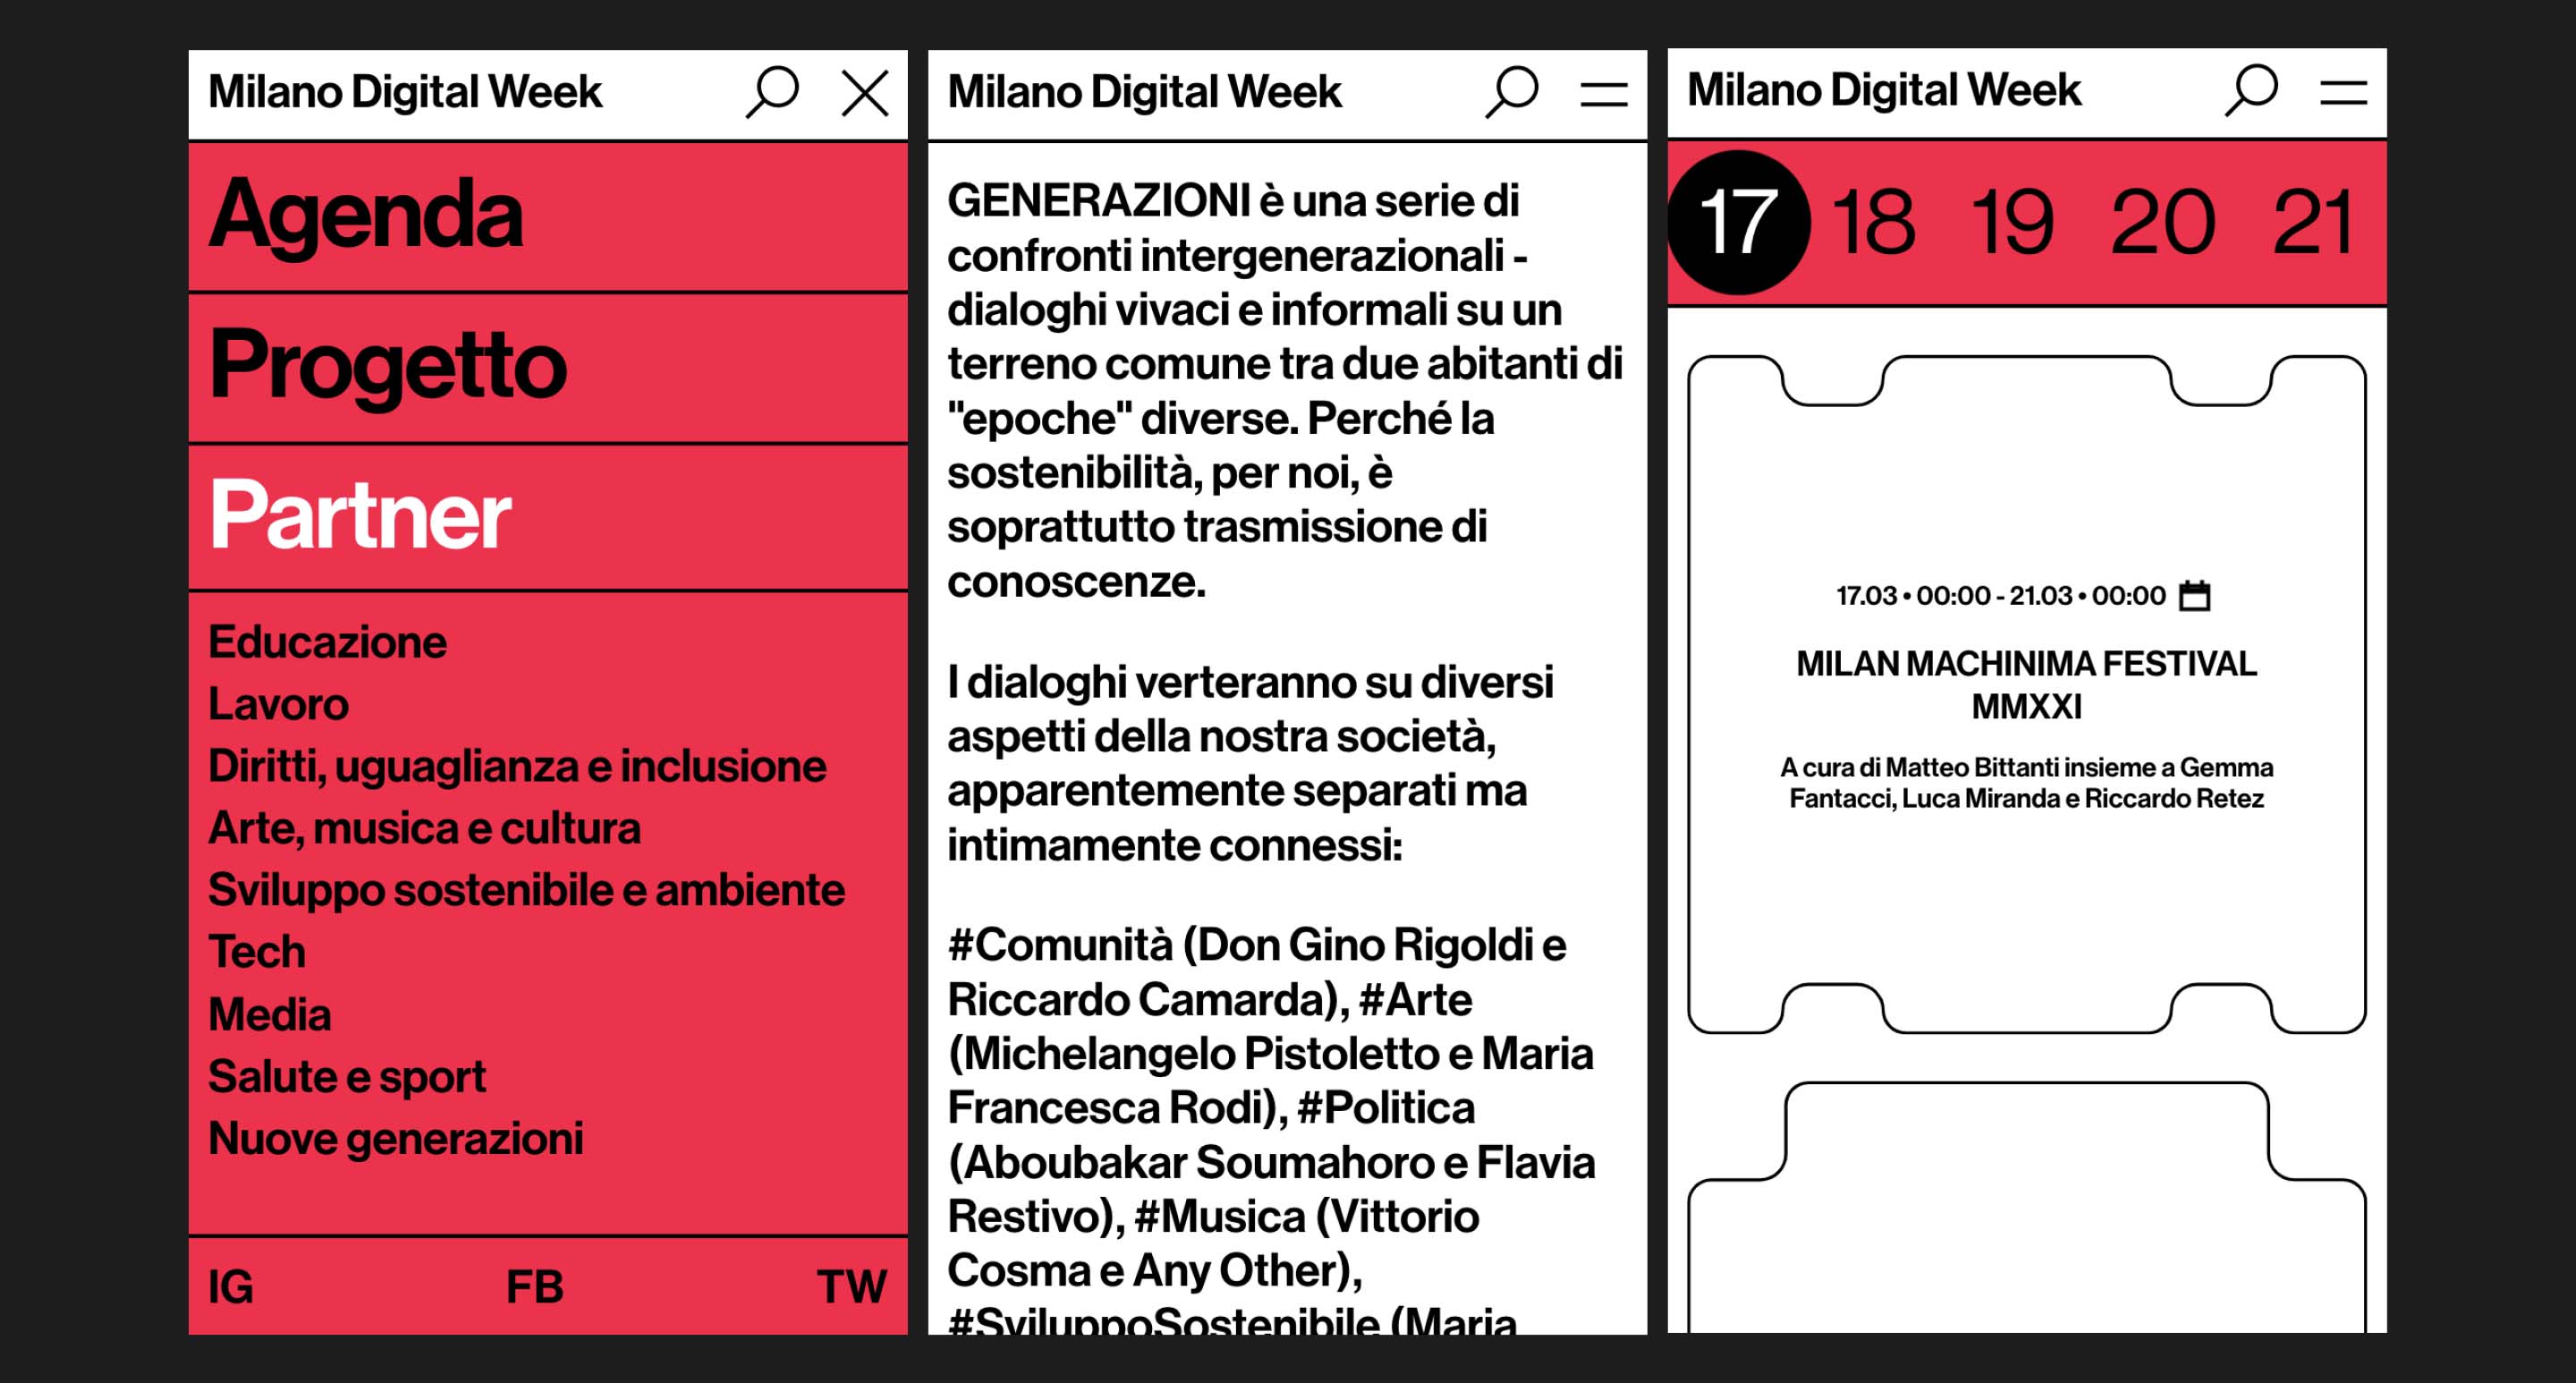 Milano Digital Week
Agenda
Progetto
Partner
Educazione
Lavoro
Diritti, uguaglianza e inclusione
Arte, musica e cultura
Sviluppo sostenibile e ambiente
Tech
Media
Salute e sport
Nuove generazioni
IG FB TW
Milano Digital Week
GENERAZIONI è una serie di
confronti intergenerazionali -
dialoghi vivaci e informali su un
terreno comune tra due abitanti di
"epoche" diverse. Perché la
sostenibilità, per noi, è
soprattutto trasmissione di
conoscenze.
I dialoghi verteranno su diversi
aspetti della nostra società,
apparentemente separati ma
intimamente connessi:
#Comunità (Don Gino Rigoldi e
Riccardo Camarda), #Arte
(Michelangelo Pistoletto e Maria
Francesca Rodi), #Politica
(Aboubakar Soumahoro e Flavia
Restivo), #Musica (Vittorio
Cosma e Any Other),
#SviluppoSostenibile (Maria
Milano Digital Week
17 18 19 20 21
17.03 • 00:00 - 21.03 • 00:00
MILAN MACHINIMA FESTIVAL
MMXXI
A cura di Matteo Bittanti insieme a Gemma
Fantacci, Luca Miranda e Riccardo Retez